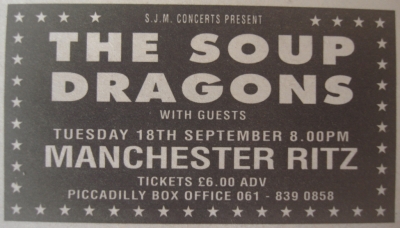 S.J.M. CONCERTS PRESENT
THE SOUP
DRAGONS
WITH GUESTS
TUESDAY 18TH SEPTEMBER 8.00PM
MANCHESTER RITZ
TICKETS £6.00 ADV
PICCADILLY BOX OFFICE 061 - 839 0858